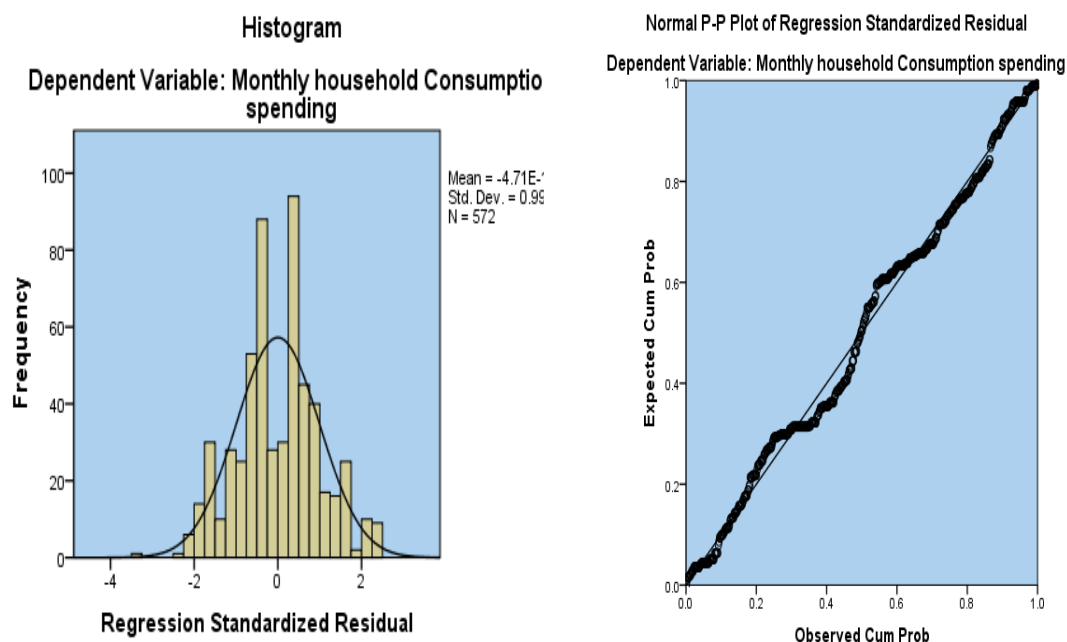 Histogram
Dependent Variable: Monthly household Consumptio
spending
Mean = -4.71E-
Std. Dev. = 0.99
N = 572
100
80
60
40
20
0
Frequency
-4 -2 0 2
Regression Standardized Residual
Normal P-P Plot of Regression Standardized Residual
Dependent Variable: Monthly household Consumption spending
1.0
0.8
0.6
0.4
0.2
0.0
Expected Cum Prob
0.0 0.2 0.4 0.6 0.8 1.0
Observed Cum Prob